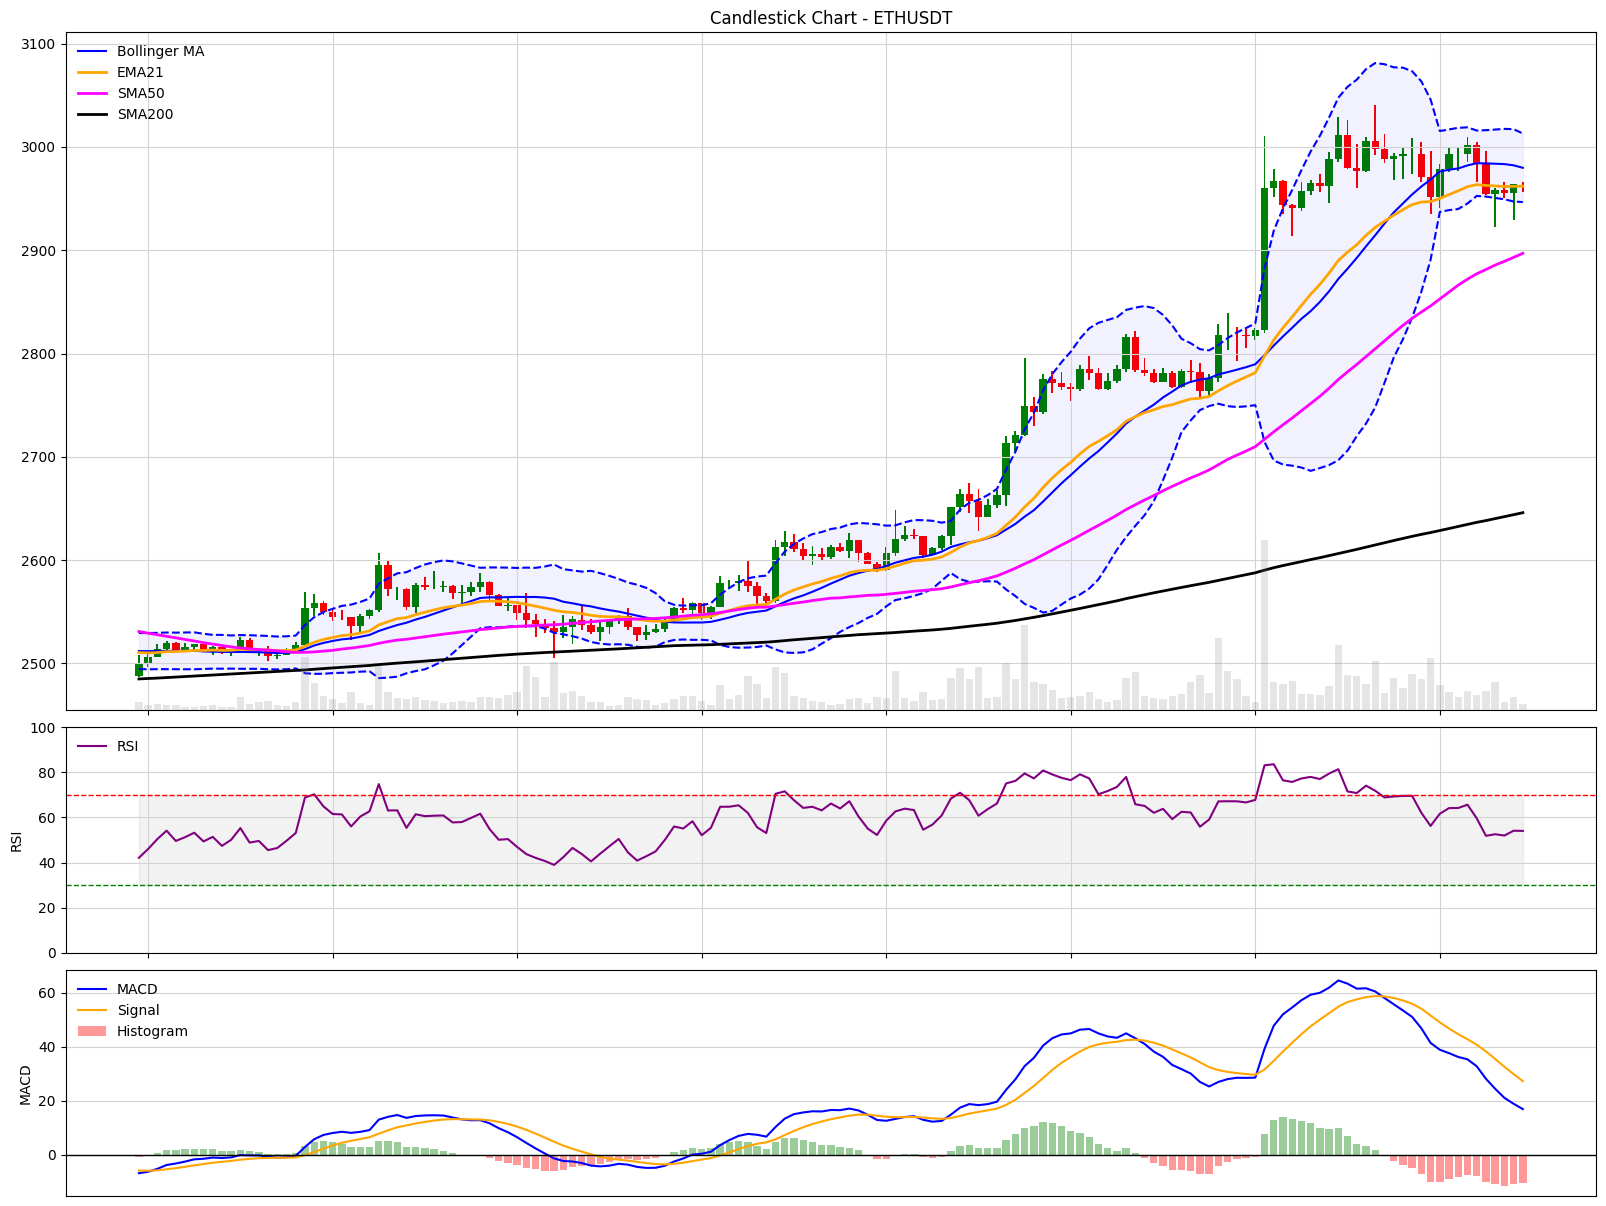 Candlestick Chart - ETHUSDT
Bollinger MA
EMA21
SMA50
SMA200
3100
3000
2900
2800
2700
2600
2500
RSI
100
80
60
40
20
0
RSI
MACD
Signal
Histogram
60
40
20
0
MACD